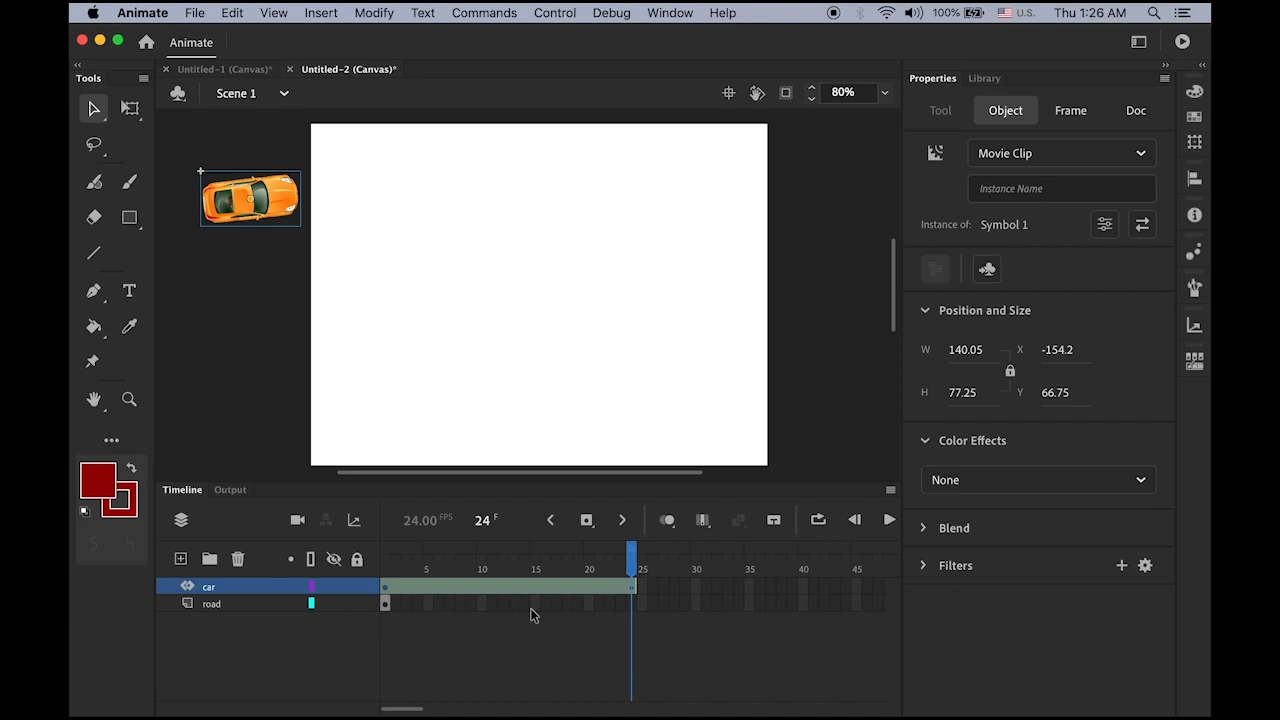 Animate File Edit View Insert Modify Text Commands Control Debug Window Help 100% U.S. Thu 1:26 AM
Animate
Tools Untitled-1 (Canvas)* Untitled-2 (Canvas)* Properties Library
Scene 1 80%
Tool Object Frame Doc
Movie Clip
Instance Name
Instance of: Symbol 1
Position and Size
W 140.05 X -154.2
H 77.25 Y 66.75
Color Effects
None
Timeline Output
24.00 FPS 24 F
Blend
5 10 15 20 25 30 35 40 45
Filters
car
road
T